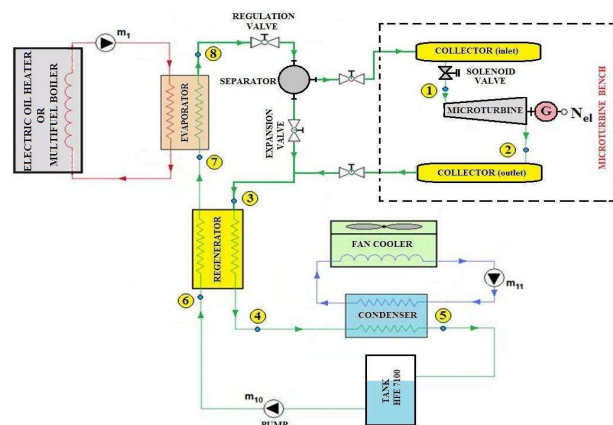 REGULATION
VALVE
m1
8
COLLECTOR (inlet)
SOLENOID
VALVE
SEPARATOR
1
ELECTRIC OIL HEATER
OR
MULTIFUEL BOILER
EVAPORATOR
EXPANSION
VALVE
MICROTURBINE
G
Nel
MICROTURBINE BENCH
2
7
COLLECTOR (outlet)
3
REGENERATOR
FAN COOLER
m11
6
CONDENSER
4
5
TANK
HFE 7100
m10
PUMP